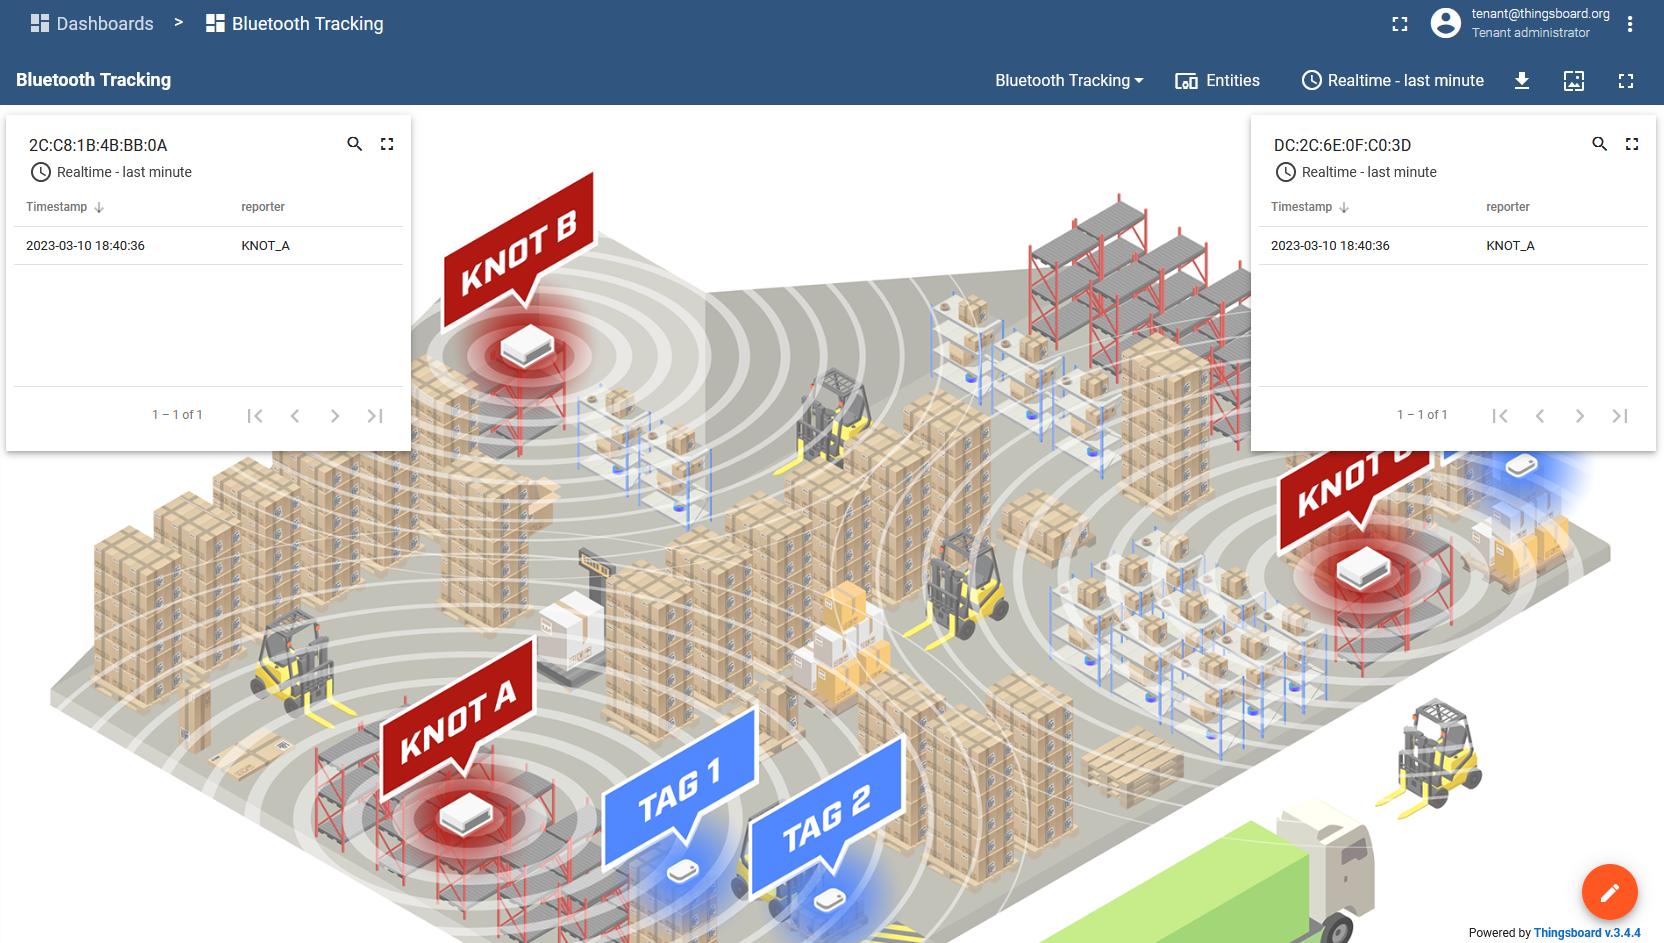 Dashboards > Bluetooth Tracking
tenant@thingsboard.org
Tenant administrator
Bluetooth Tracking
Bluetooth Tracking
Entities
Realtime - last minute
2C:C8:1B:4B:BB:0A
Realtime - last minute
Timestamp reporter
2023-03-10 18:40:36 KNOT_A
1 – 1 of 1
DC:2C:6E:0F:C0:3D
Realtime - last minute
Timestamp reporter
2023-03-10 18:40:36 KNOT_A
1 – 1 of 1
KNOT B
KNOT
KNOT A
TAG 1
TAG 2
Powered by Thingsboard v.3.4.4